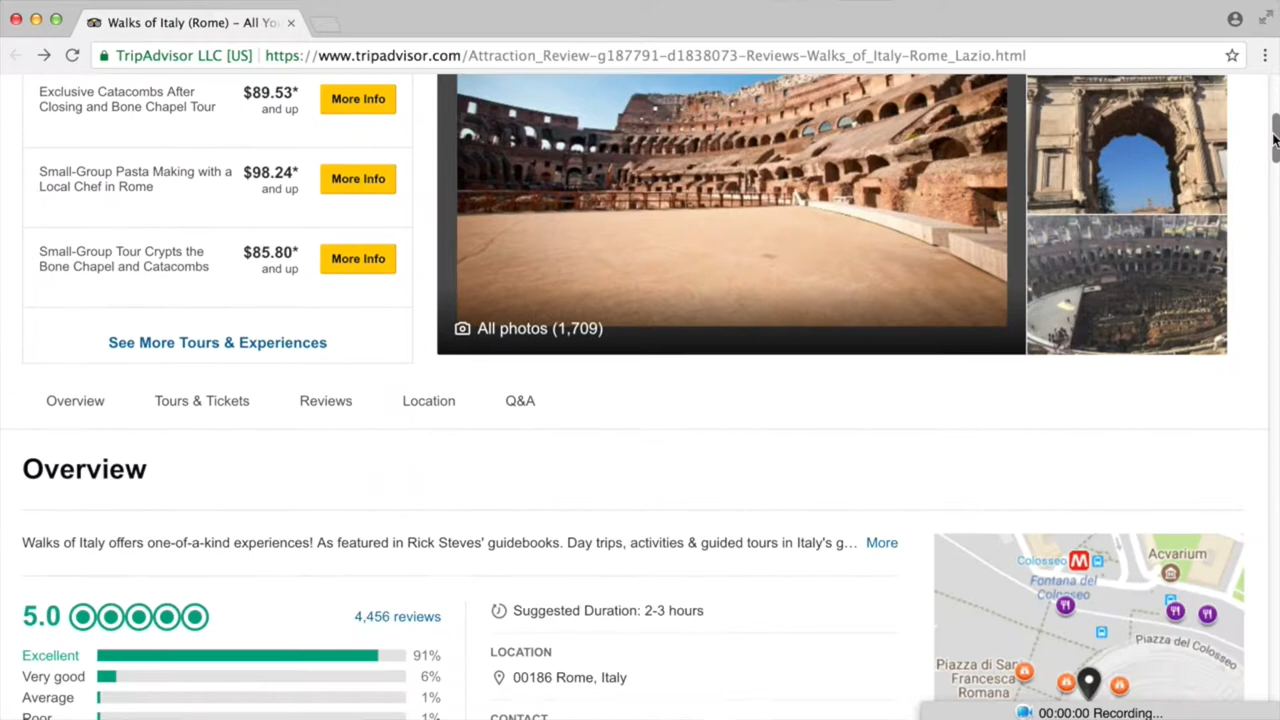 Walks of Italy (Rome) – All Yo
TripAdvisor LLC [US] https://www.tripadvisor.com/Attraction_Review-g187791-d1838073-Reviews-Walks_of_Italy-Rome_Lazio.html
Exclusive Catacombs After
Closing and Bone Chapel Tour
$89.53*
and up
More Info
Small-Group Pasta Making with a
Local Chef in Rome
$98.24*
and up
More Info
Small-Group Tour Crypts the
Bone Chapel and Catacombs
$85.80*
and up
More Info
See More Tours & Experiences
All photos (1,709)
Overview Tours & Tickets Reviews Location Q&A
Overview
Walks of Italy offers one-of-a-kind experiences! As featured in Rick Steves' guidebooks. Day trips, activities & guided tours in Italy's g… More
5.0 4,456 reviews
Excellent 91%
Very good 6%
Average 1%
Poor 1%
Suggested Duration: 2-3 hours
LOCATION
00186 Rome, Italy
CONTACT
Colosseo M
Acvarium
Fontana del
Colosseo
Piazza del Colosseo
Piazza di San
Francesca
Romana
00:00:00 Recording...